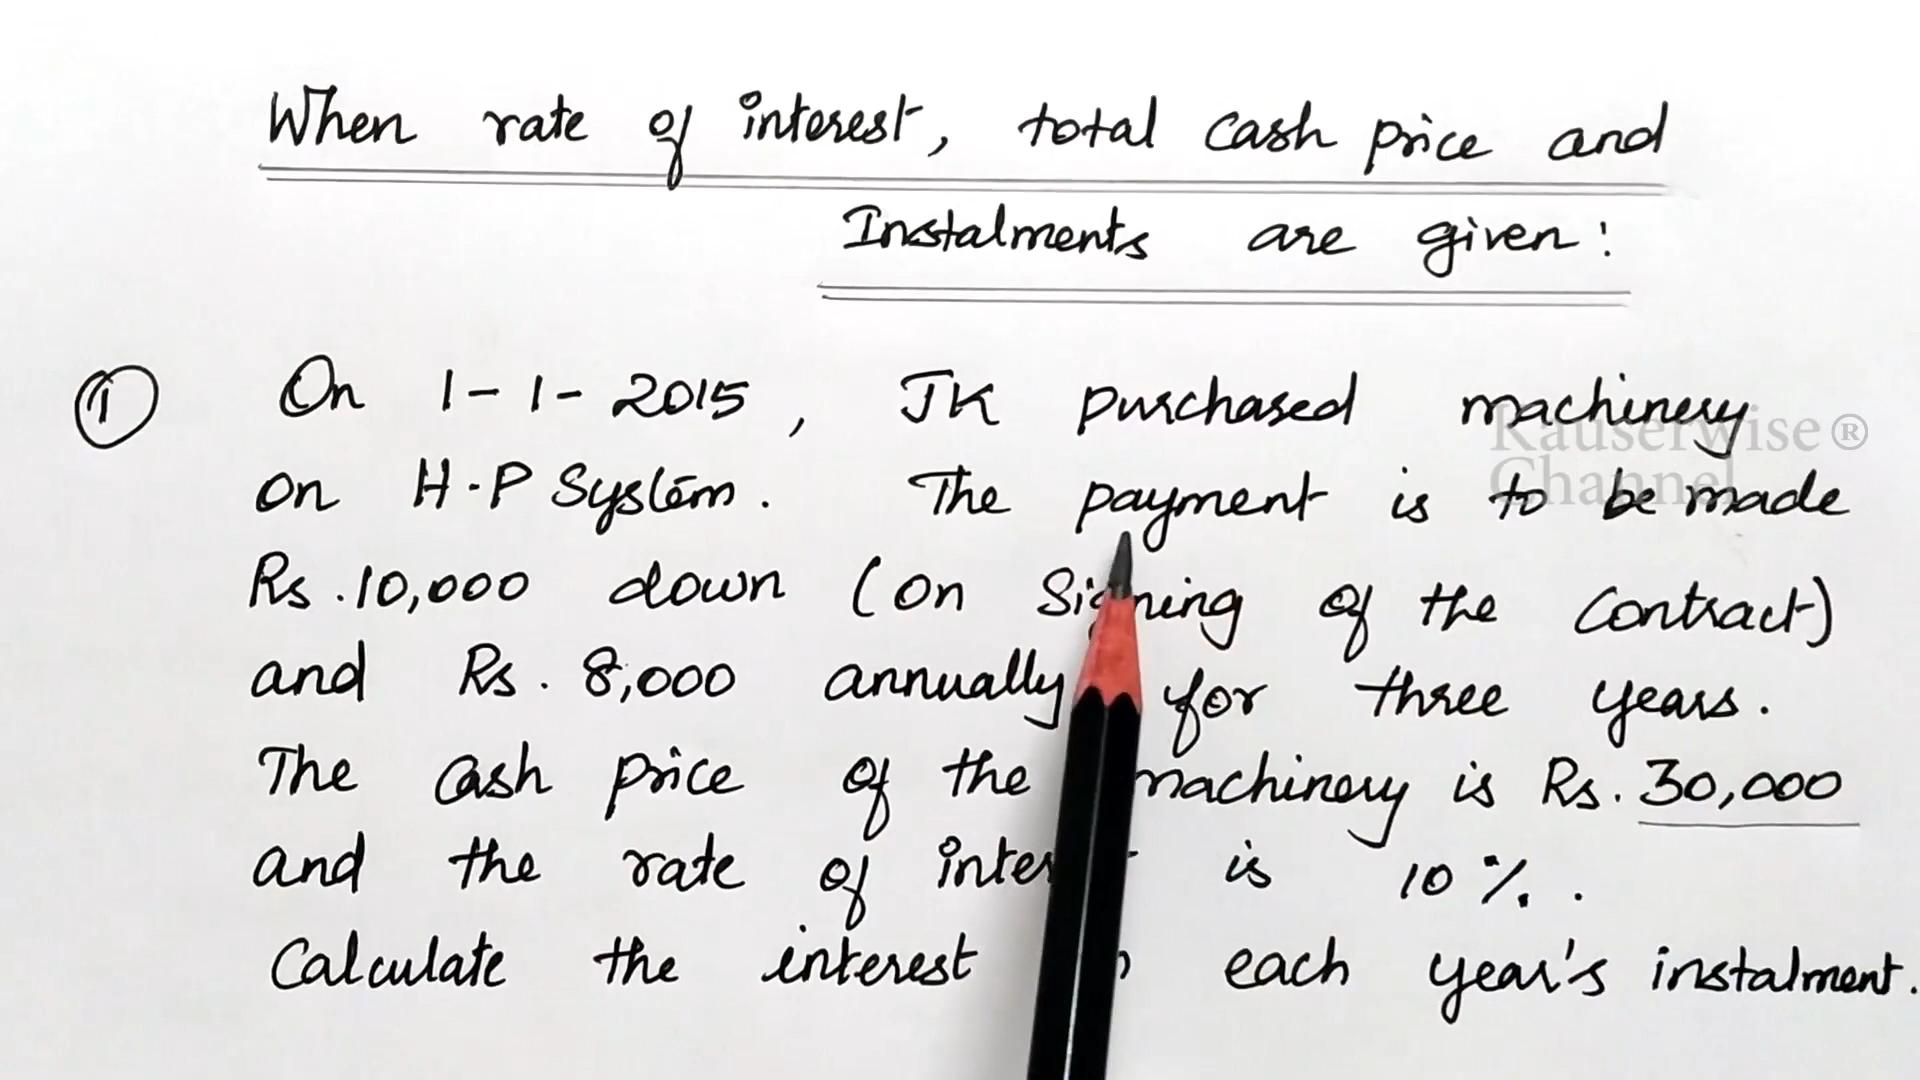 When rate of interest, total cash price and
Instalments are given:
① On 1-1-2015, JK purchased machinery
on H.P System. The payment is to be made
Rs.10,000 down (on signing of the contract)
and Rs. 8,000 annually for three years.
The cash price of the machinery is Rs. 30,000
and the rate of is 10%.
Calculate the interest each year's instalment.
Kauserwise®
Channel